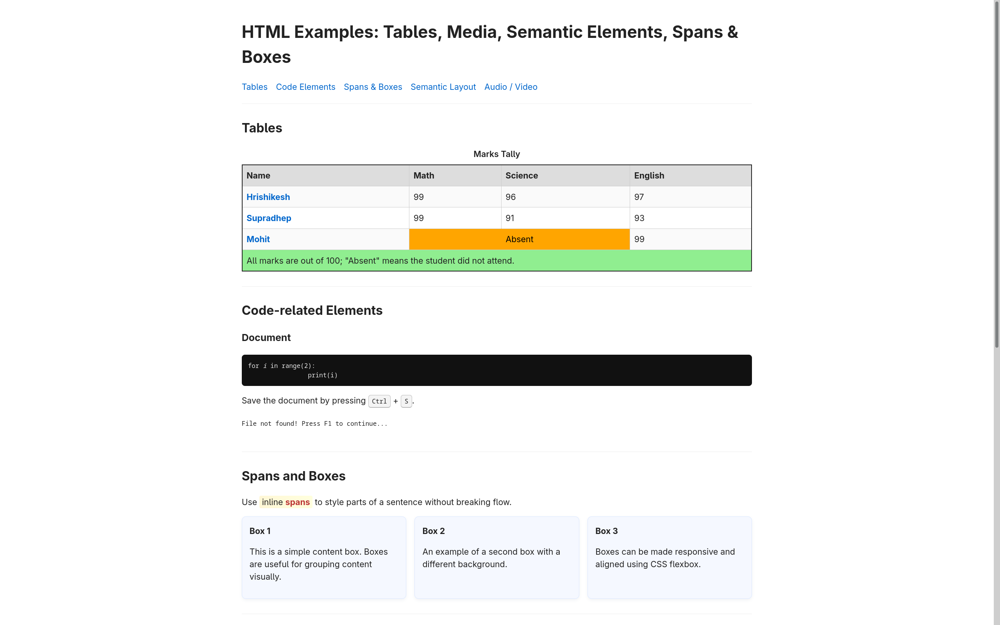 HTML Examples: Tables, Media, Semantic Elements, Spans &
Boxes
Tables Code Elements Spans & Boxes Semantic Layout Audio / Video
Tables
Marks Tally
Name Math Science English
Hrishikesh 99 96 97
Supradhep 99 91 93
Mohit Absent 99
All marks are out of 100; "Absent" means the student did not attend.
Code-related Elements
Document
for i in range(2):
print(i)
Save the document by pressing Ctrl + S.
File not found! Press F1 to continue...
Spans and Boxes
Use inline spans to style parts of a sentence without breaking flow.
Box 1
This is a simple content box. Boxes
are useful for grouping content
visually.
Box 2
An example of a second box with a
different background.
Box 3
Boxes can be made responsive and
aligned using CSS flexbox.